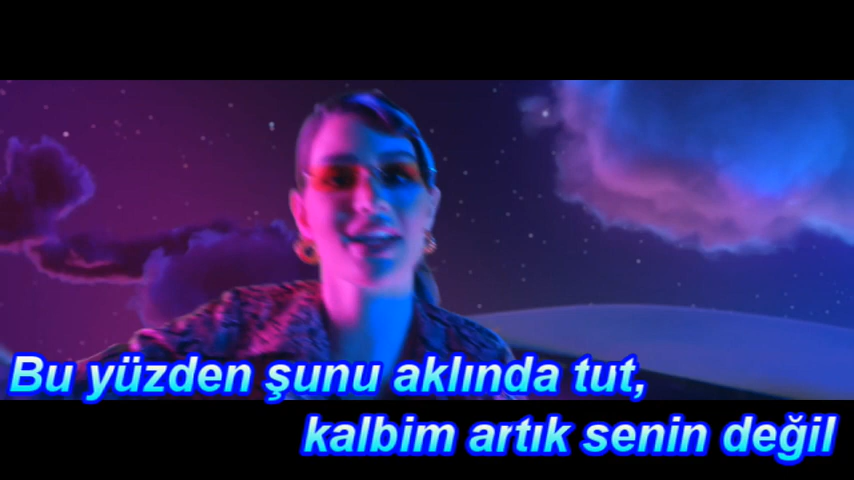 Bu yüzden şunu aklında tut,
kalbim artık senin değil